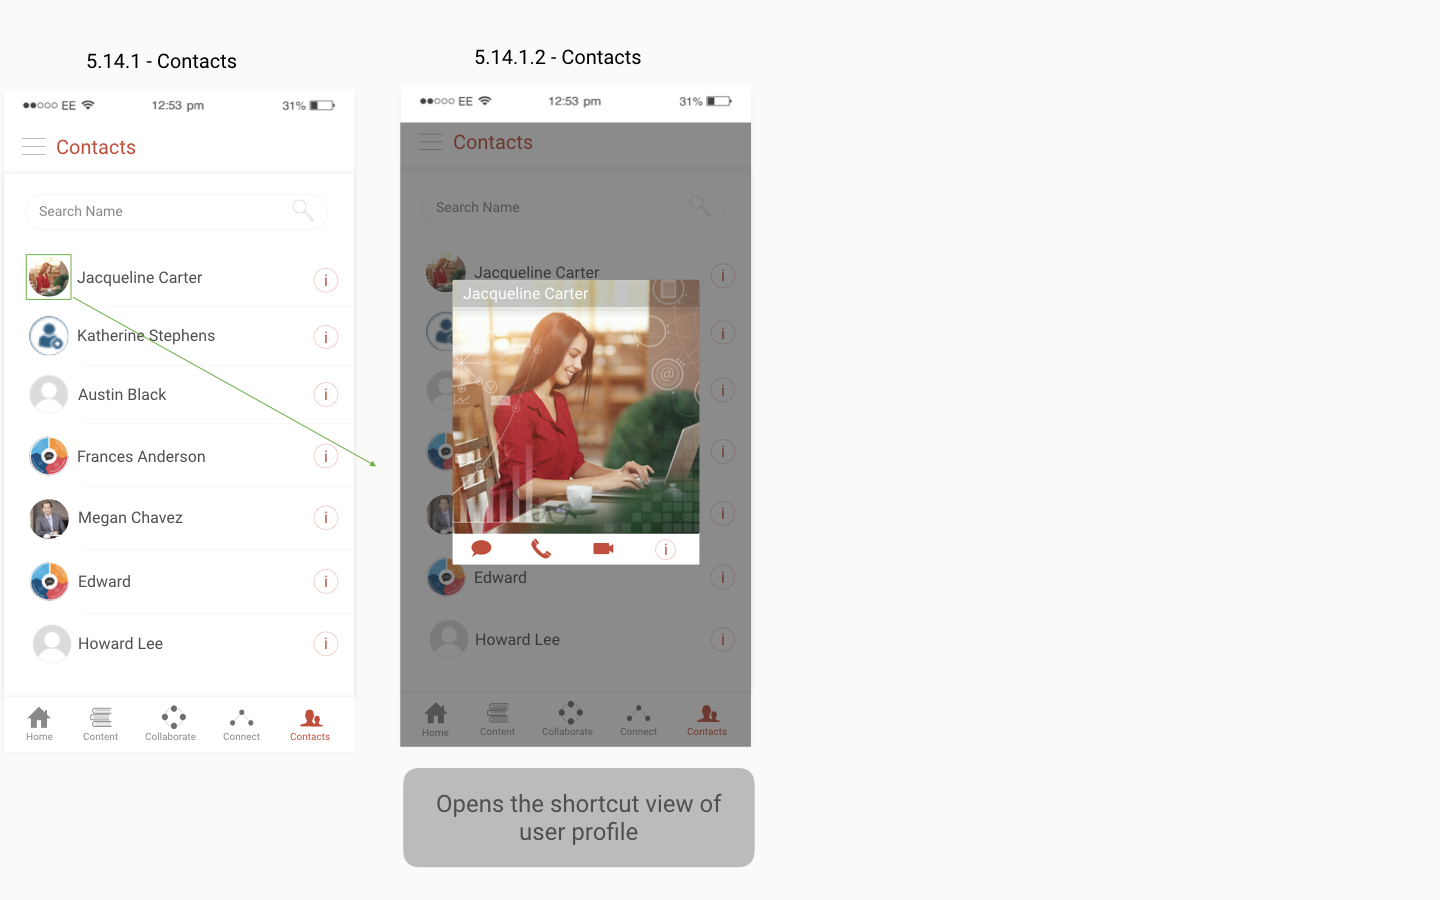 5.14.1 - Contacts
EE 12:53 pm 31%
Contacts
Search Name
Jacqueline Carter
i
Katherine Stephens
i
Austin Black
i
Frances Anderson
i
Megan Chavez
i
Edward
i
Howard Lee
i
Home Content Collaborate Connect Contacts
5.14.1.2 - Contacts
EE 12:53 pm 31%
Contacts
Search Name
Jacqueline Carter
i
Jacqueline Carter
i
@
i
i
i
i
Edward
i
Howard Lee
i
Home Content Collaborate Connect Contacts
Opens the shortcut view of
user profile